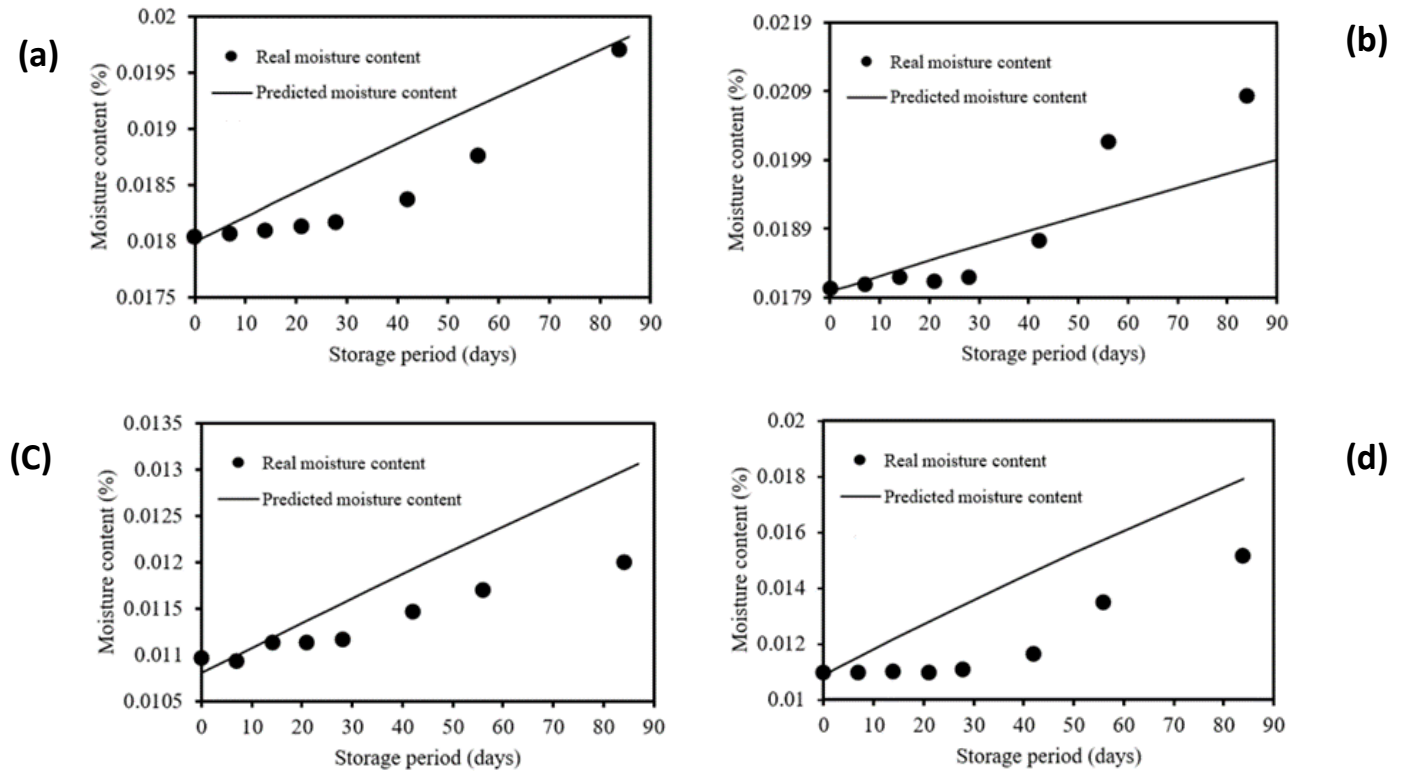 (a)
0.02
0.0195
0.019
0.0185
0.018
0.0175
Moisture content (%)
Real moisture content
Predicted moisture content
0 10 20 30 40 50 60 70 80 90
Storage period (days)
(b)
0.0219
0.0209
0.0199
0.0189
0.0179
Moisture content (%)
Real moisture content
Predicted moisture content
0 10 20 30 40 50 60 70 80 90
Storage period (days)
(C)
0.0135
0.013
0.0125
0.012
0.0115
0.011
0.0105
Moisture content (%)
Real moisture content
Predicted moisture content
0 10 20 30 40 50 60 70 80 90
Storage period (days)
(d)
0.02
0.018
0.016
0.014
0.012
0.01
Moisture content (%)
Real moisture content
Predicted moisture content
0 10 20 30 40 50 60 70 80 90
Storage period (days)